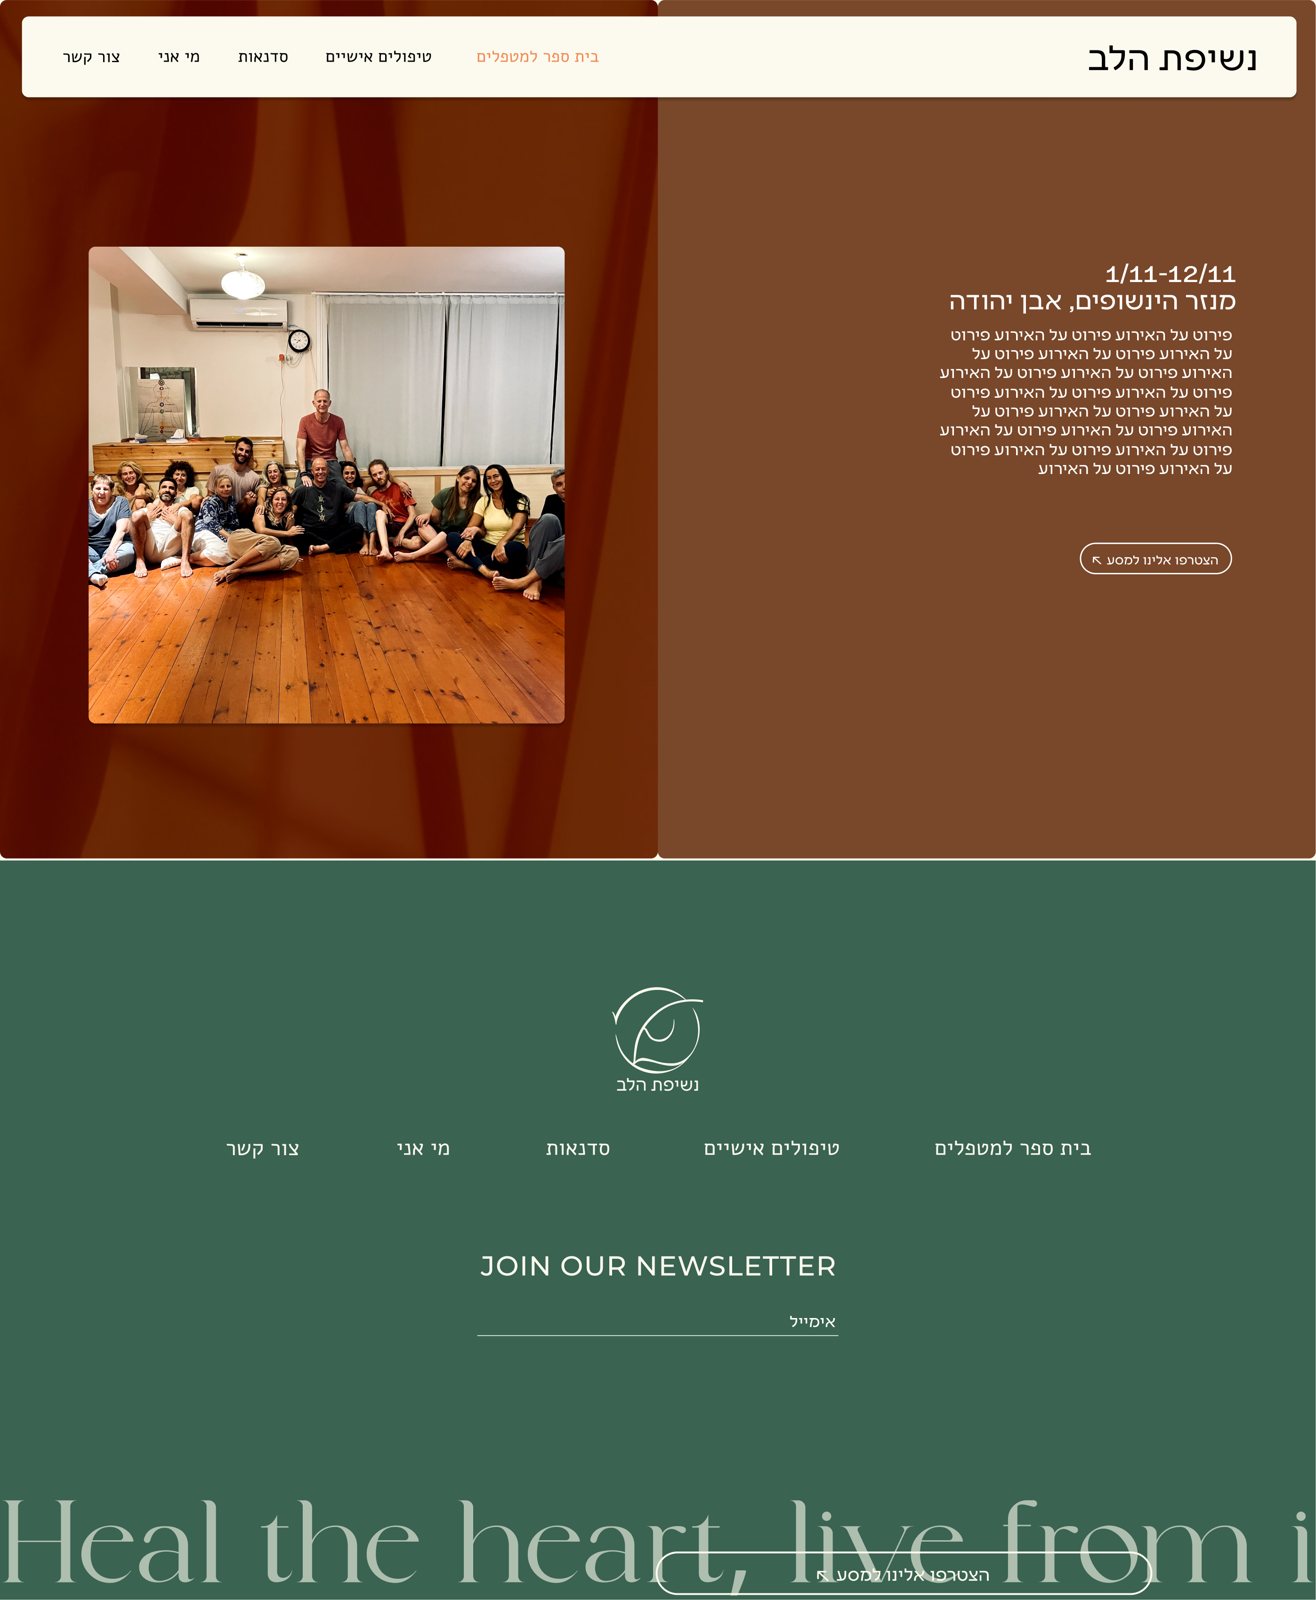 נשיפת הלב
בית ספר למטפלים
טיפולים אישיים
סדנאות
מי אני
צור קשר
1/11-12/11
מנזר הינשופים, אבן יהודה
פירוט על האירוע פירוט על האירוע פירוט
על האירוע פירוט על האירוע פירוט על
האירוע פירוט על האירוע פירוט על האירוע
פירוט על האירוע פירוט על האירוע פירוט
על האירוע פירוט על האירוע פירוט על
האירוע פירוט על האירוע פירוט על האירוע
פירוט על האירוע פירוט על האירוע פירוט
על האירוע פירוט על האירוע
הצטרפו אלינו למסע
נשיפת הלב
בית ספר למטפלים
טיפולים אישיים
סדנאות
מי אני
צור קשר
JOIN OUR NEWSLETTER
אימייל
Heal the heart, live from i
הצטרפו אלינו למסע